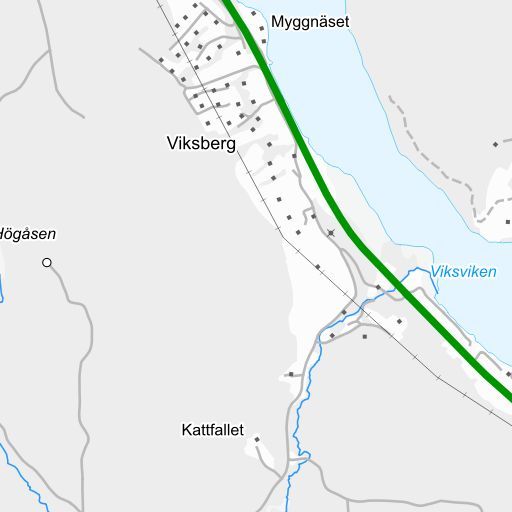 Myggnäset
Viksberg
Högåsen
Viksviken
Kattfallet